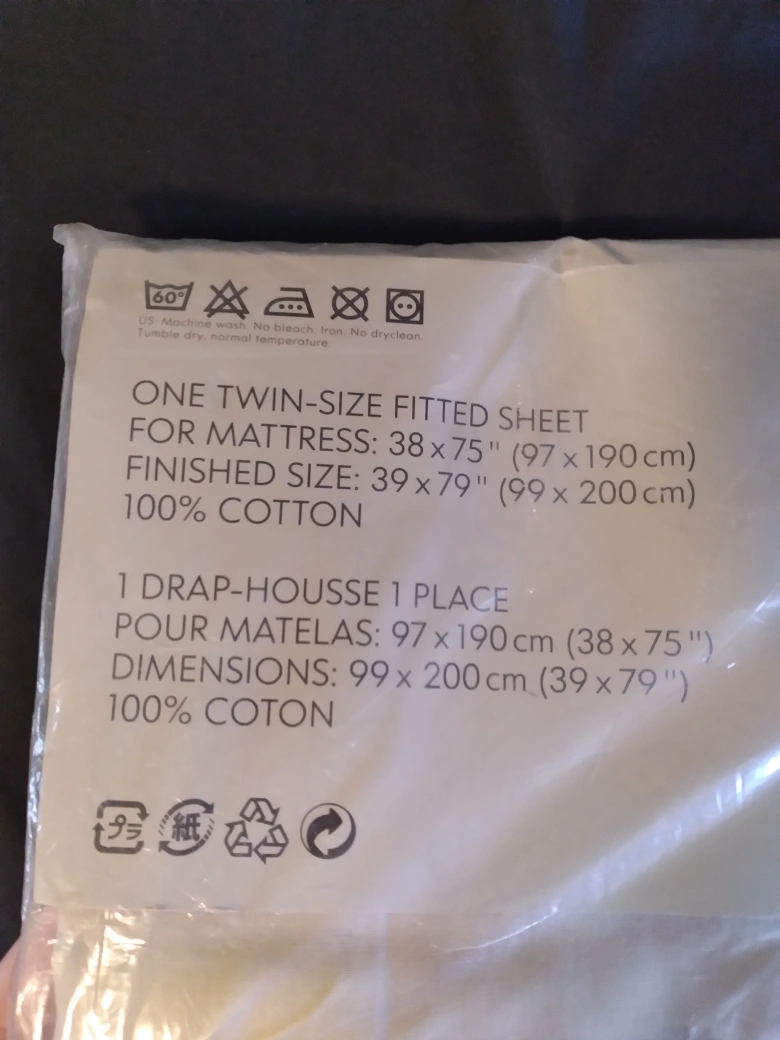 60°
US: Machine wash. No bleach. Iron. No dryclean.
Tumble dry, normal temperature.
ONE TWIN-SIZE FITTED SHEET
FOR MATTRESS: 38 x 75" (97 x 190 cm)
FINISHED SIZE: 39 x 79" (99 x 200 cm)
100% COTTON
1 DRAP-HOUSSE 1 PLACE
POUR MATELAS: 97 x 190 cm (38 x 75")
DIMENSIONS: 99 x 200 cm (39 x 79")
100% COTON
プラ 紙